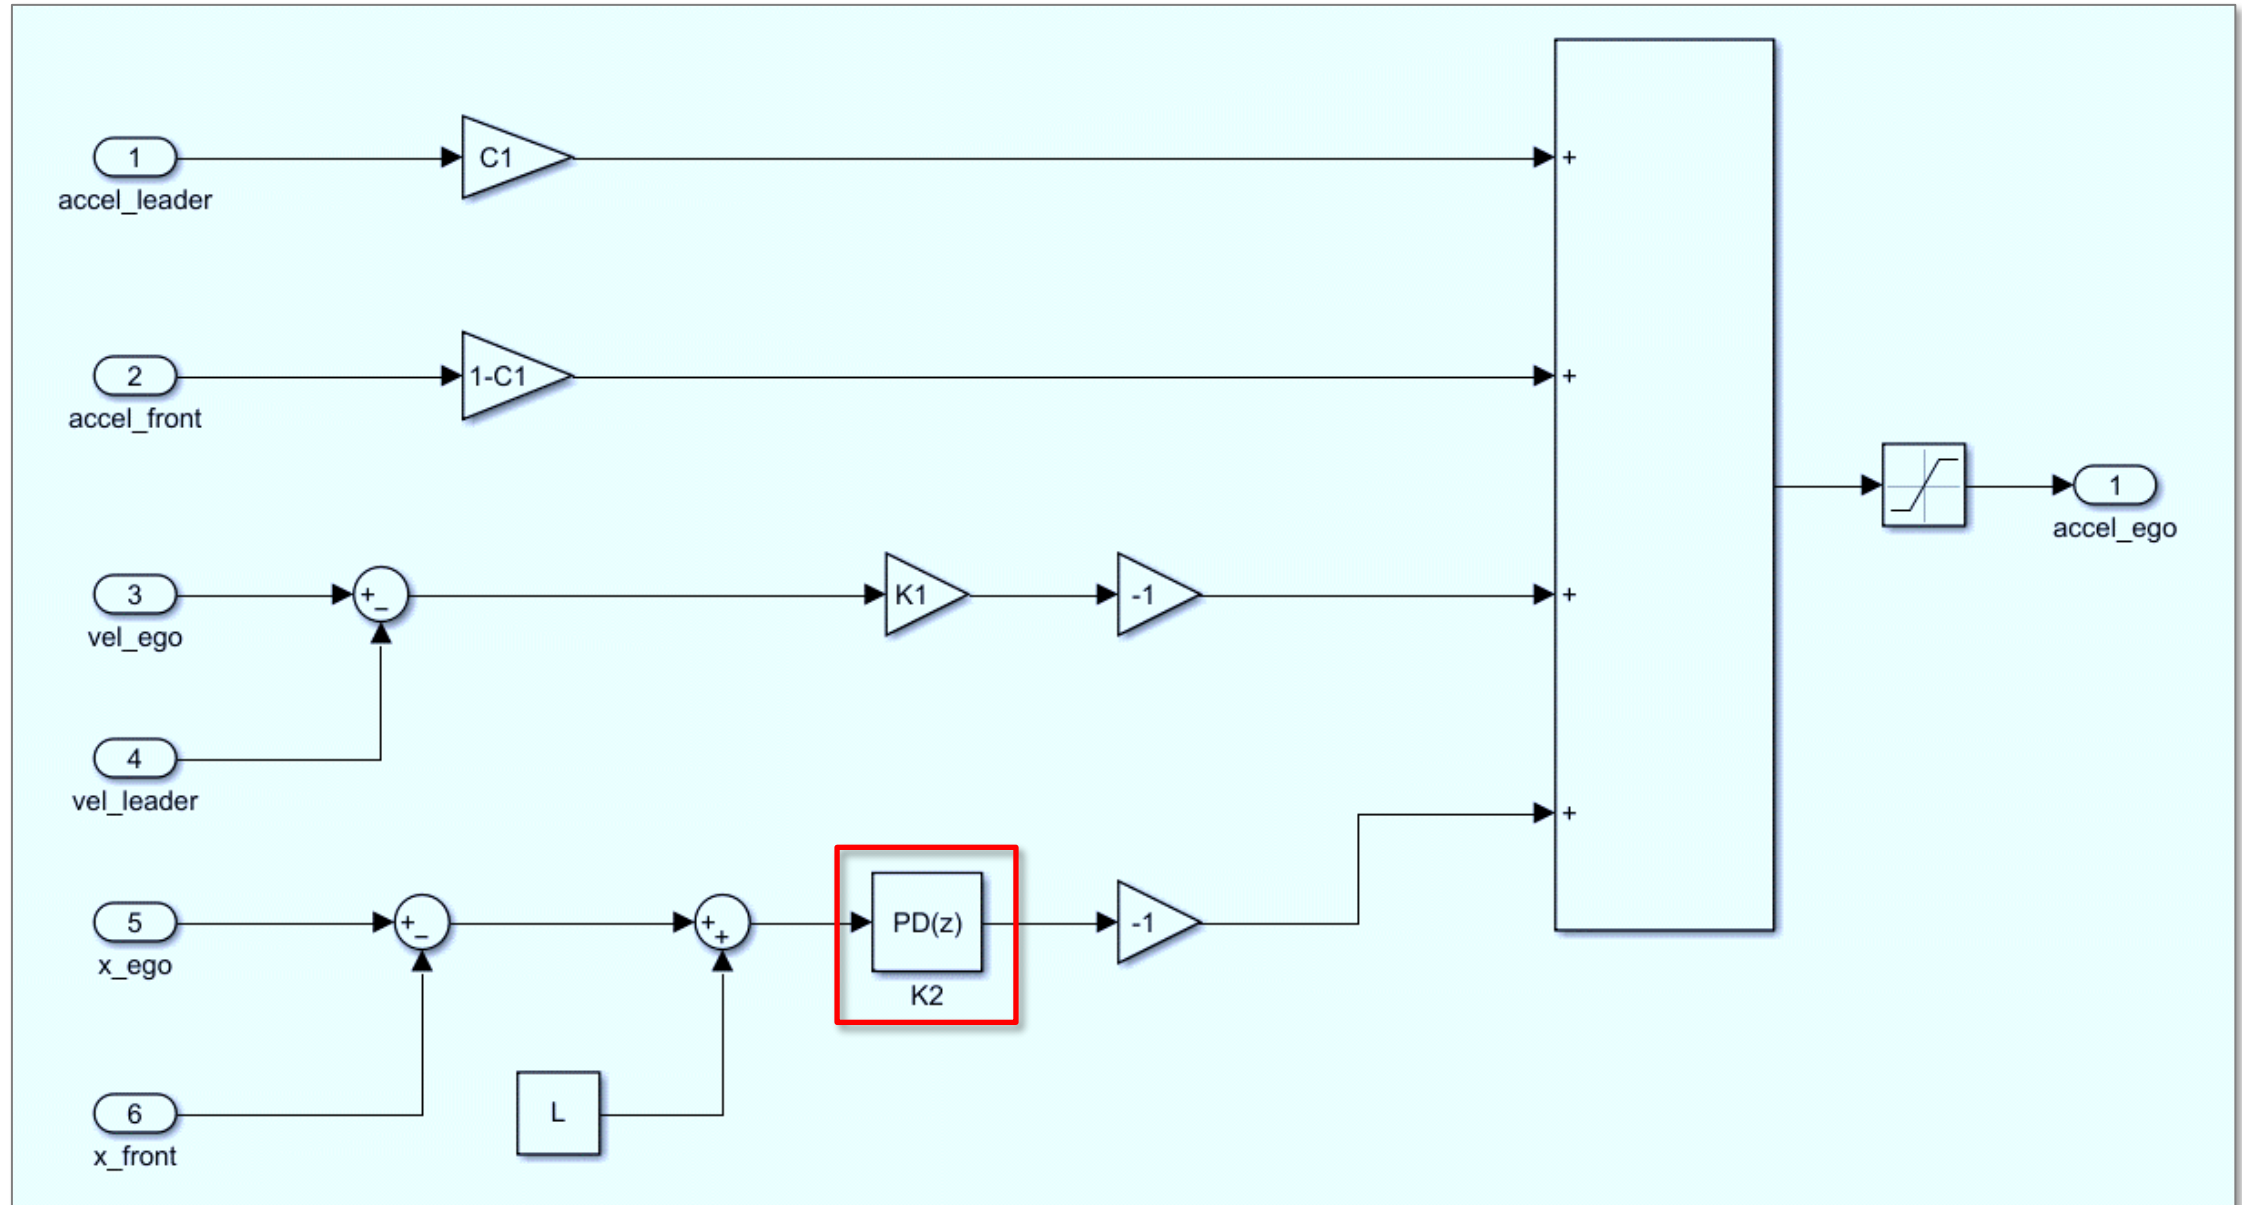 1
accel_leader
C1
+
2
accel_front
1-C1
+
3
vel_ego
+
−
K1
-1
+
4
vel_leader
1
accel_ego
+
5
x_ego
+
−
+
+
PD(z)
K2
-1
6
x_front
L